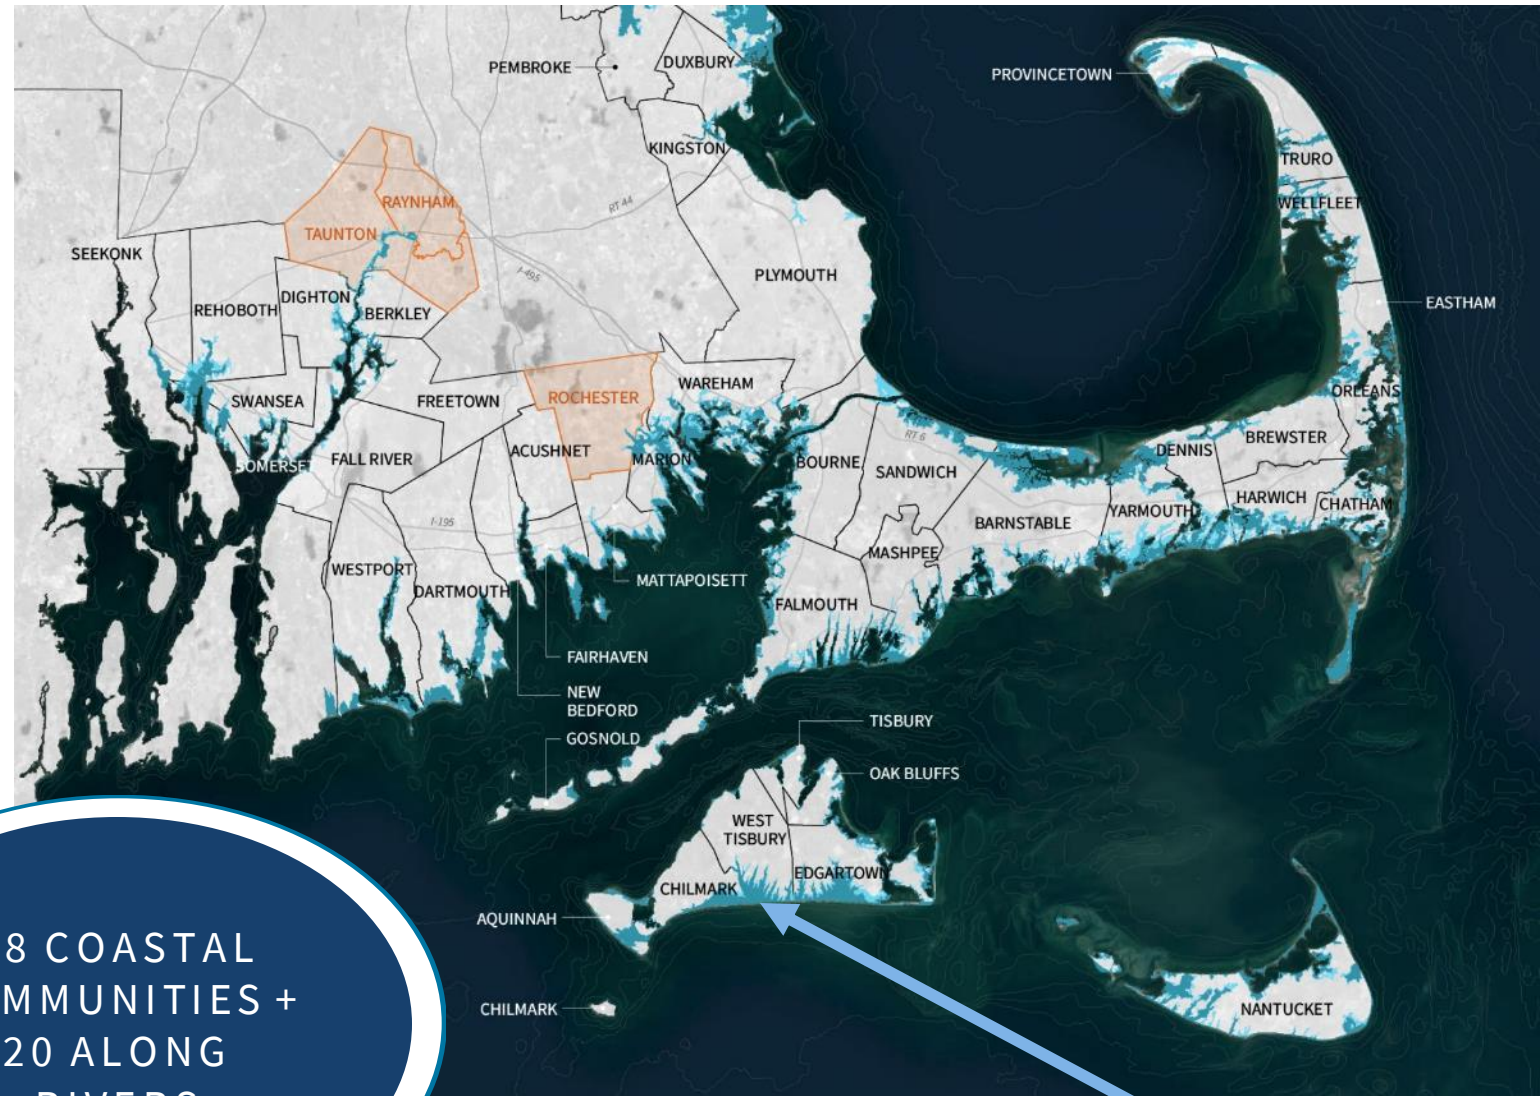 PEMBROKE
DUXBURY
PROVINCETOWN
KINGSTON
TRURO
RAYNHAM
RT 44
WELLFLEET
TAUNTON
SEEKONK
I-495
PLYMOUTH
DIGHTON
REHOBOTH
BERKLEY
EASTHAM
WAREHAM
ORLEANS
SWANSEA
FREETOWN
ROCHESTER
RT 6
BREWSTER
ACUSHNET
DENNIS
SOMERSET
FALL RIVER
MARION
BOURNE
SANDWICH
HARWICH
CHATHAM
I-195
BARNSTABLE
YARMOUTH
MASHPEE
WESTPORT
MATTAPOISETT
DARTMOUTH
FALMOUTH
FAIRHAVEN
NEW
BEDFORD
TISBURY
GOSNOLD
OAK BLUFFS
WEST
TISBURY
EDGARTOWN
CHILMARK
AQUINNAH
CHILMARK
NANTUCKET
8 COASTAL
MMUNITIES +
20 ALONG
RIVERS